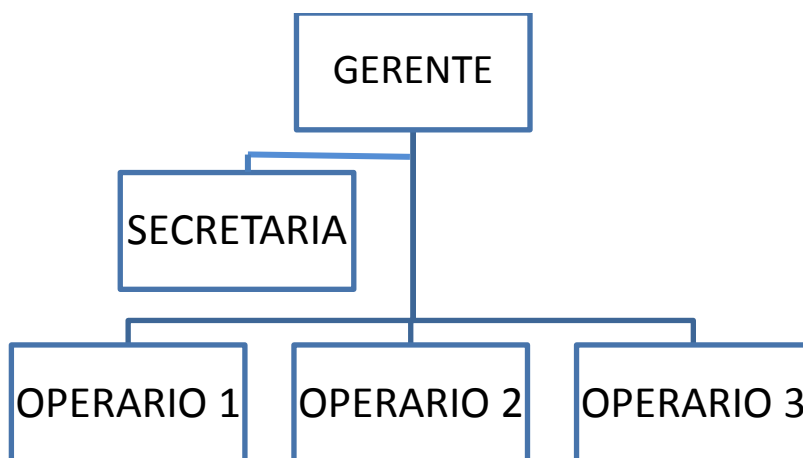 GERENTE
SECRETARIA
OPERARIO 1
OPERARIO 2
OPERARIO 3